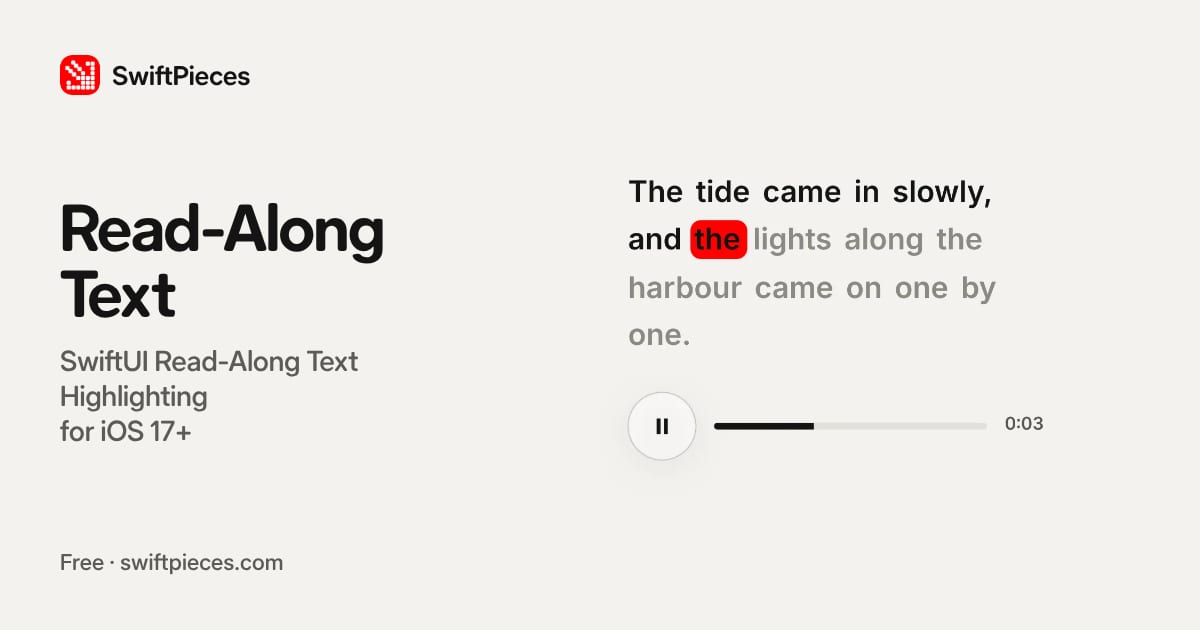 SwiftPieces
Read-Along
Text
SwiftUI Read-Along Text
Highlighting
for iOS 17+
Free · swiftpieces.com
The tide came in slowly,
and the lights along the
harbour came on one by
one.
0:03